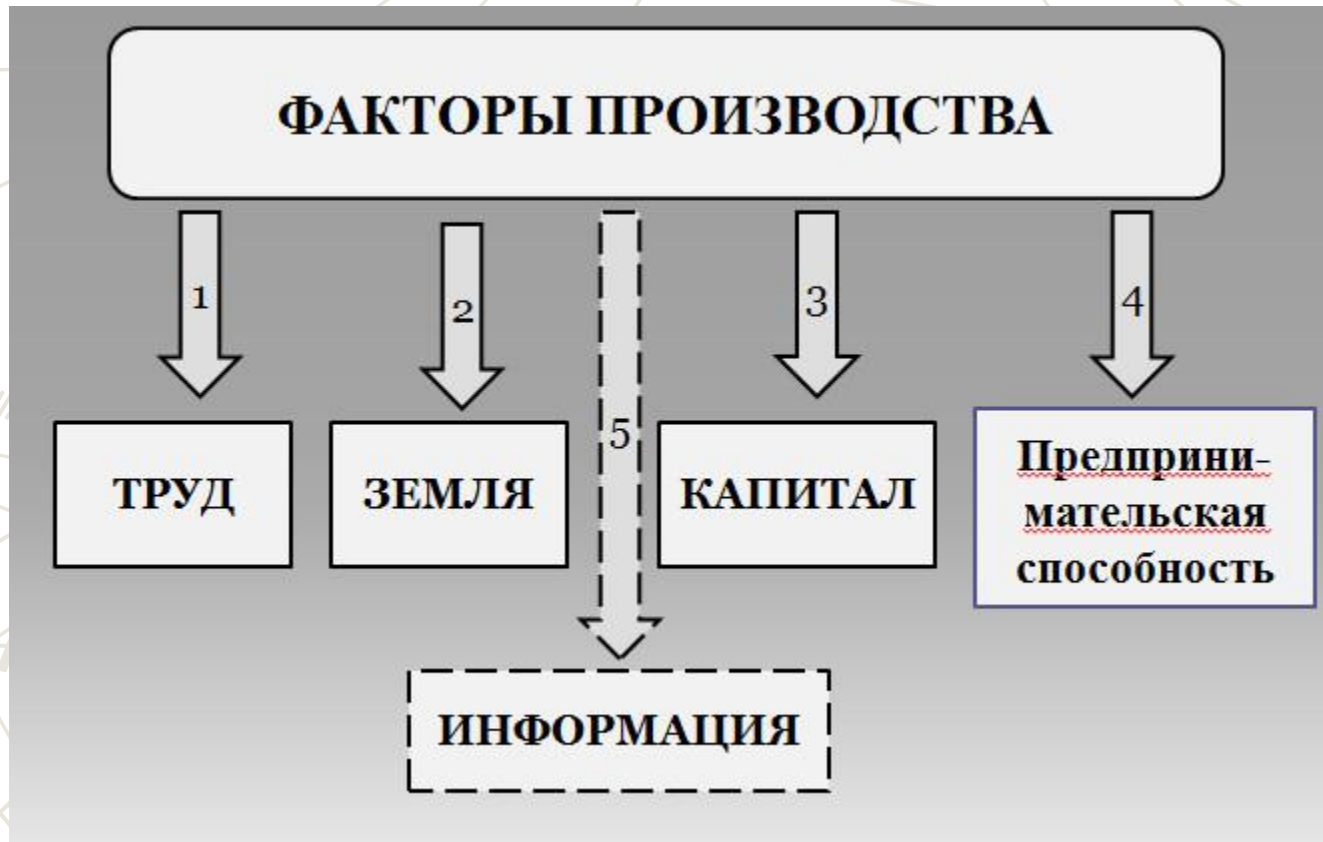 ФАКТОРЫ ПРОИЗВОДСТВА
1
2
3
4
5
ТРУД
ЗЕМЛЯ
КАПИТАЛ
Предприни-
мательская
способность
ИНФОРМАЦИЯ